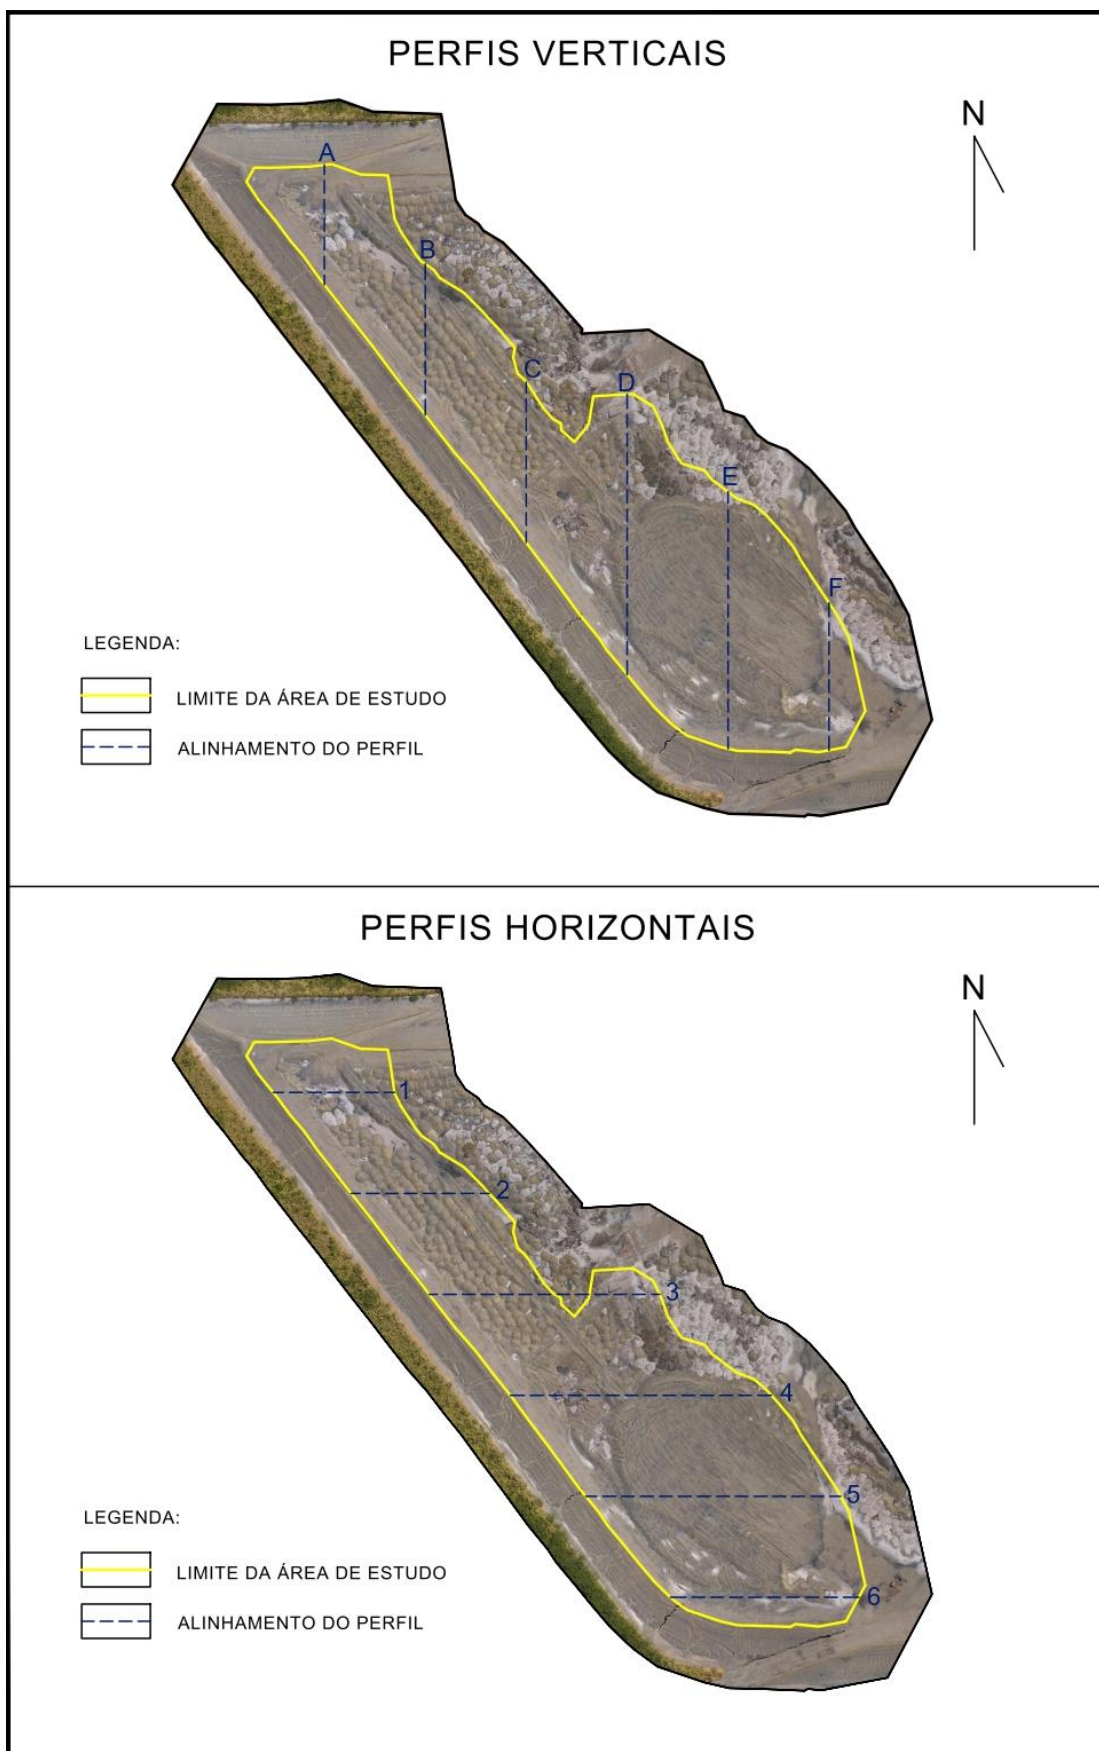 PERFIS VERTICAIS
N
A
B
C
D
E
F
LEGENDA:
LIMITE DA ÁREA DE ESTUDO
ALINHAMENTO DO PERFIL
PERFIS HORIZONTAIS
N
1
2
3
4
5
6
LEGENDA:
LIMITE DA ÁREA DE ESTUDO
ALINHAMENTO DO PERFIL